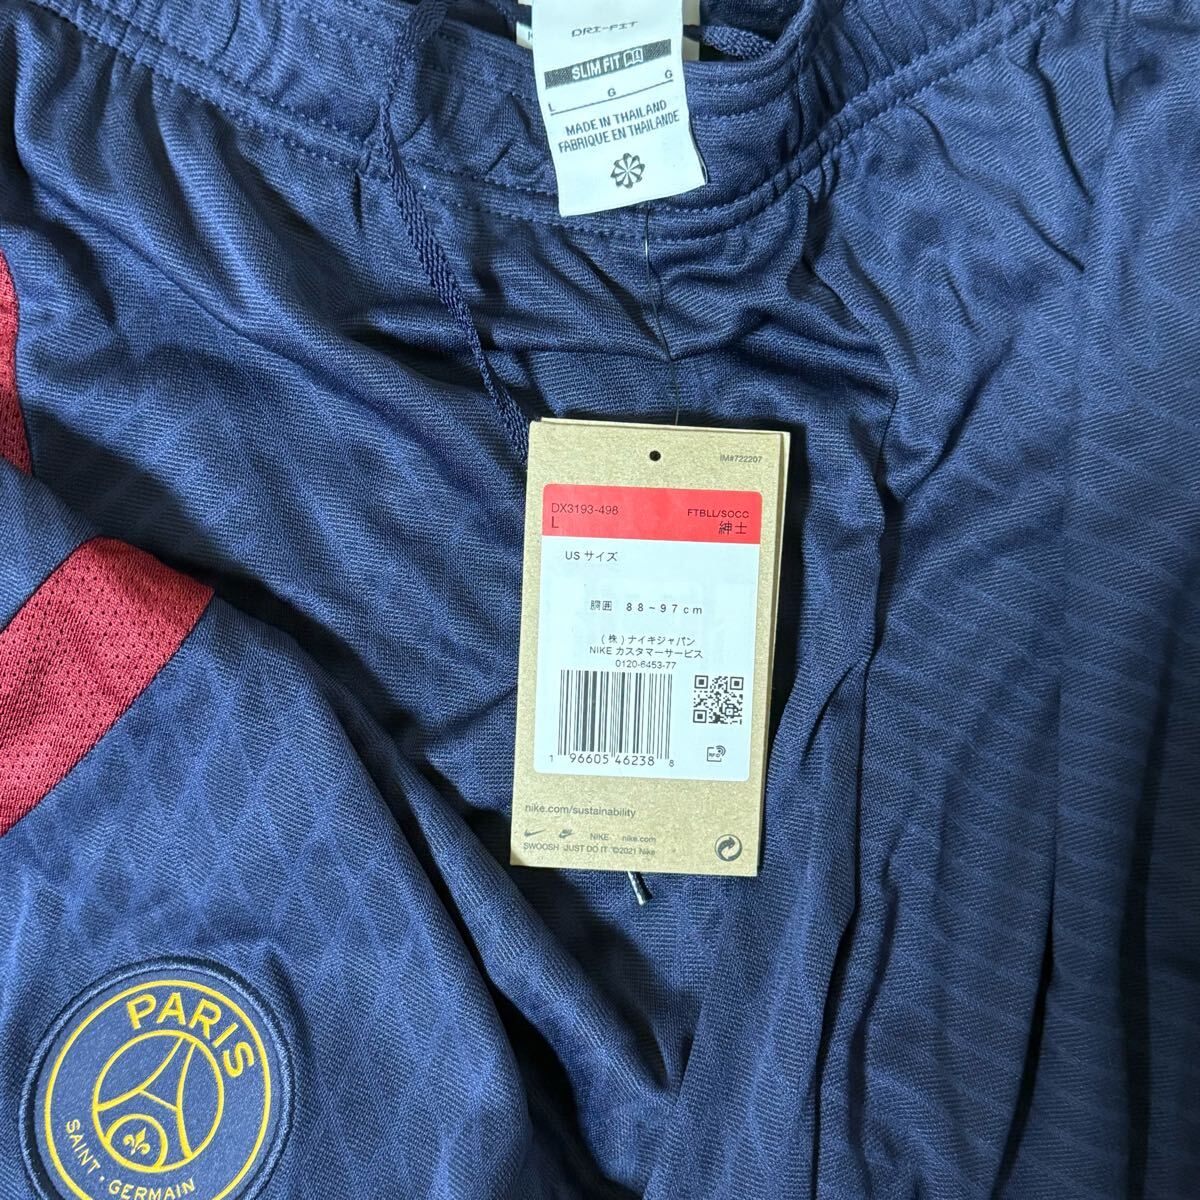 DRI-FIT
SLIM FIT
L G G
MADE IN THAILAND
FABRIQUE EN THAILANDE
IM#722207
DX3193-498 FTBLL/SOCC
L 紳士
US サイズ
胴囲 88~97cm
(株)ナイキジャパン
NIKE カスタマーサービス
0120-6453-77
1 96605 46238 8
RFID
nike.com/sustainability
NIKE nike.com
SWOOSH JUST DO IT ©2021 Nike
PARIS
SAINT · GERMAIN